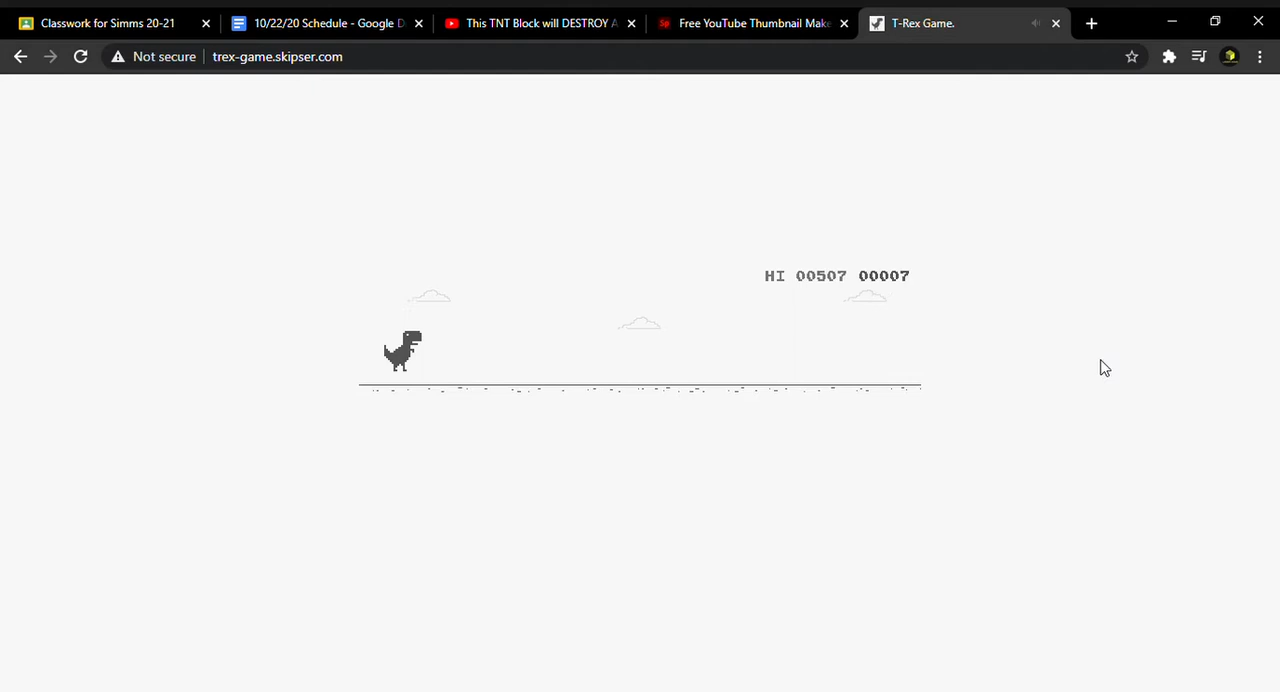 Classwork for Simms 20-21
10/22/20 Schedule - Google D
This TNT Block will DESTROY A
Free YouTube Thumbnail Make
T-Rex Game.
Not secure
trex-game.skipser.com
HI 00507 00007